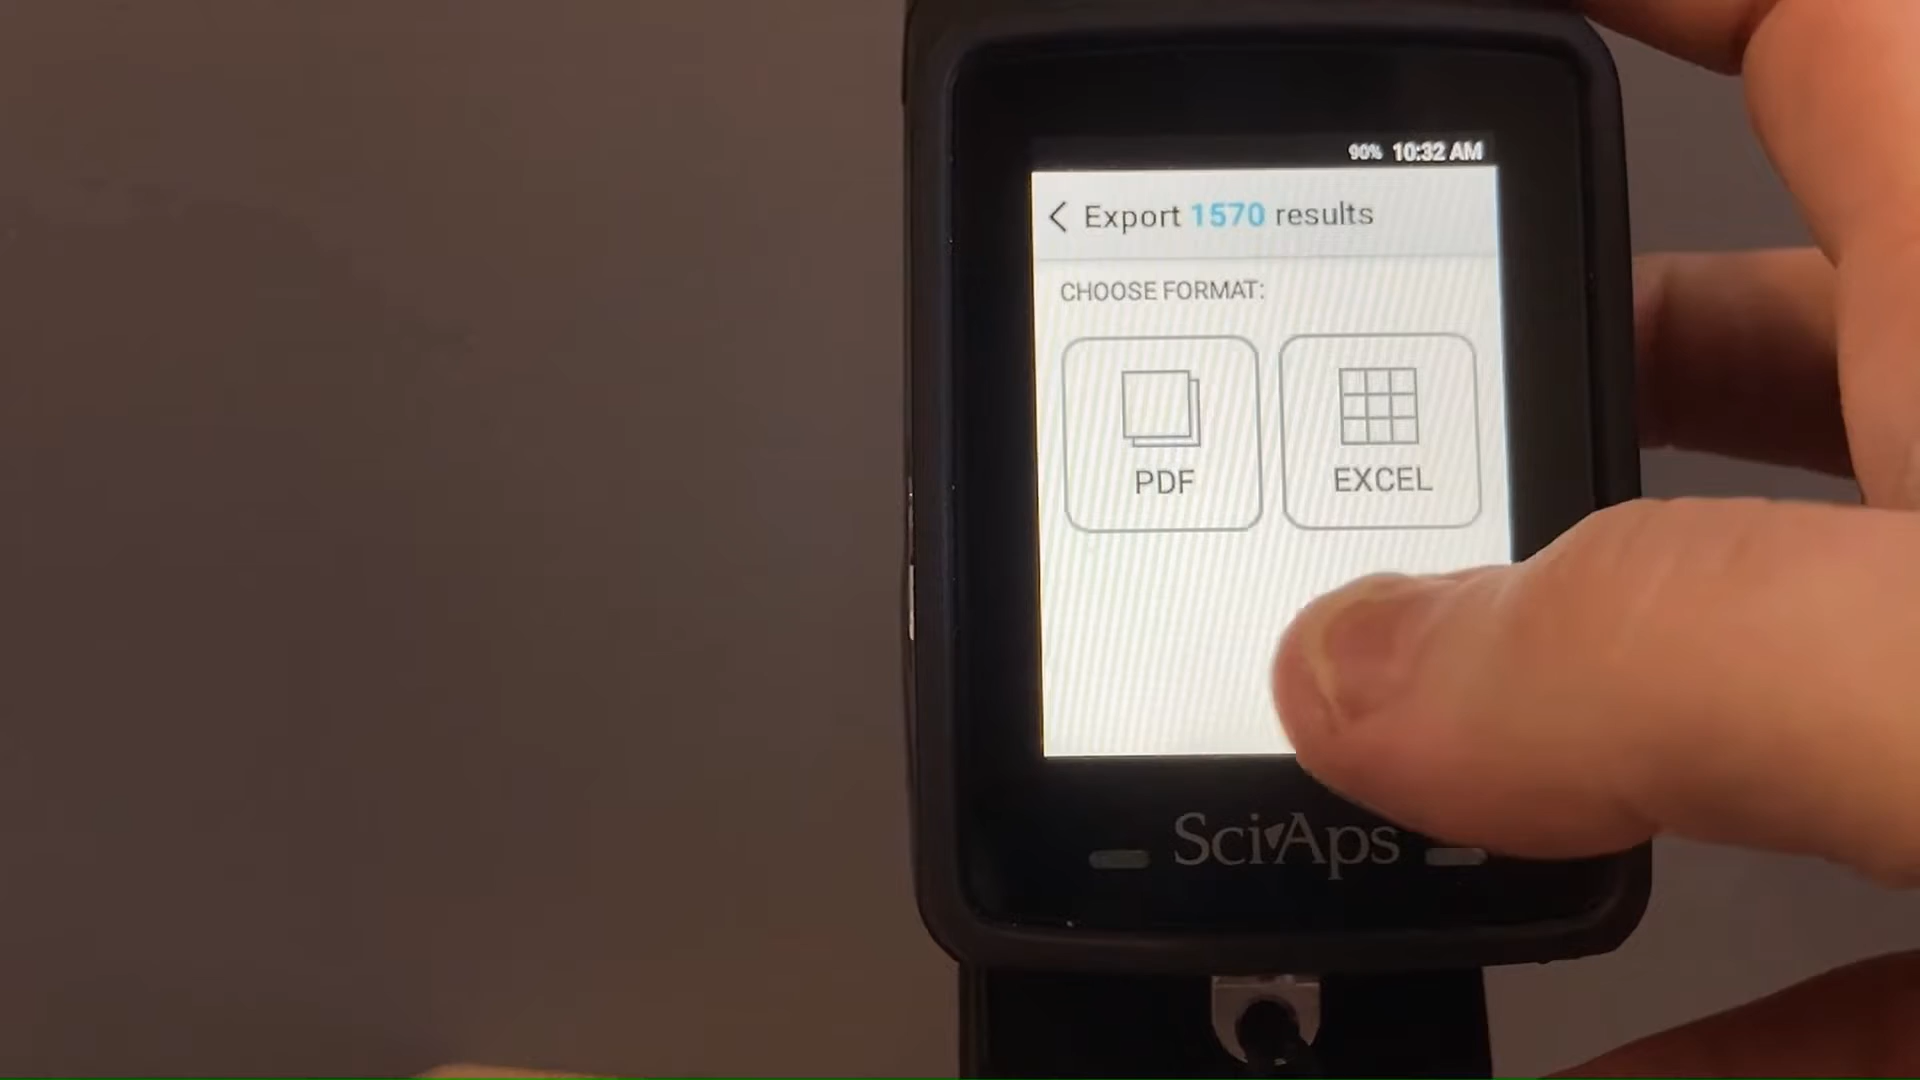 90% 10:32 AM
Export 1570 results
CHOOSE FORMAT:
PDF
EXCEL
SciAps